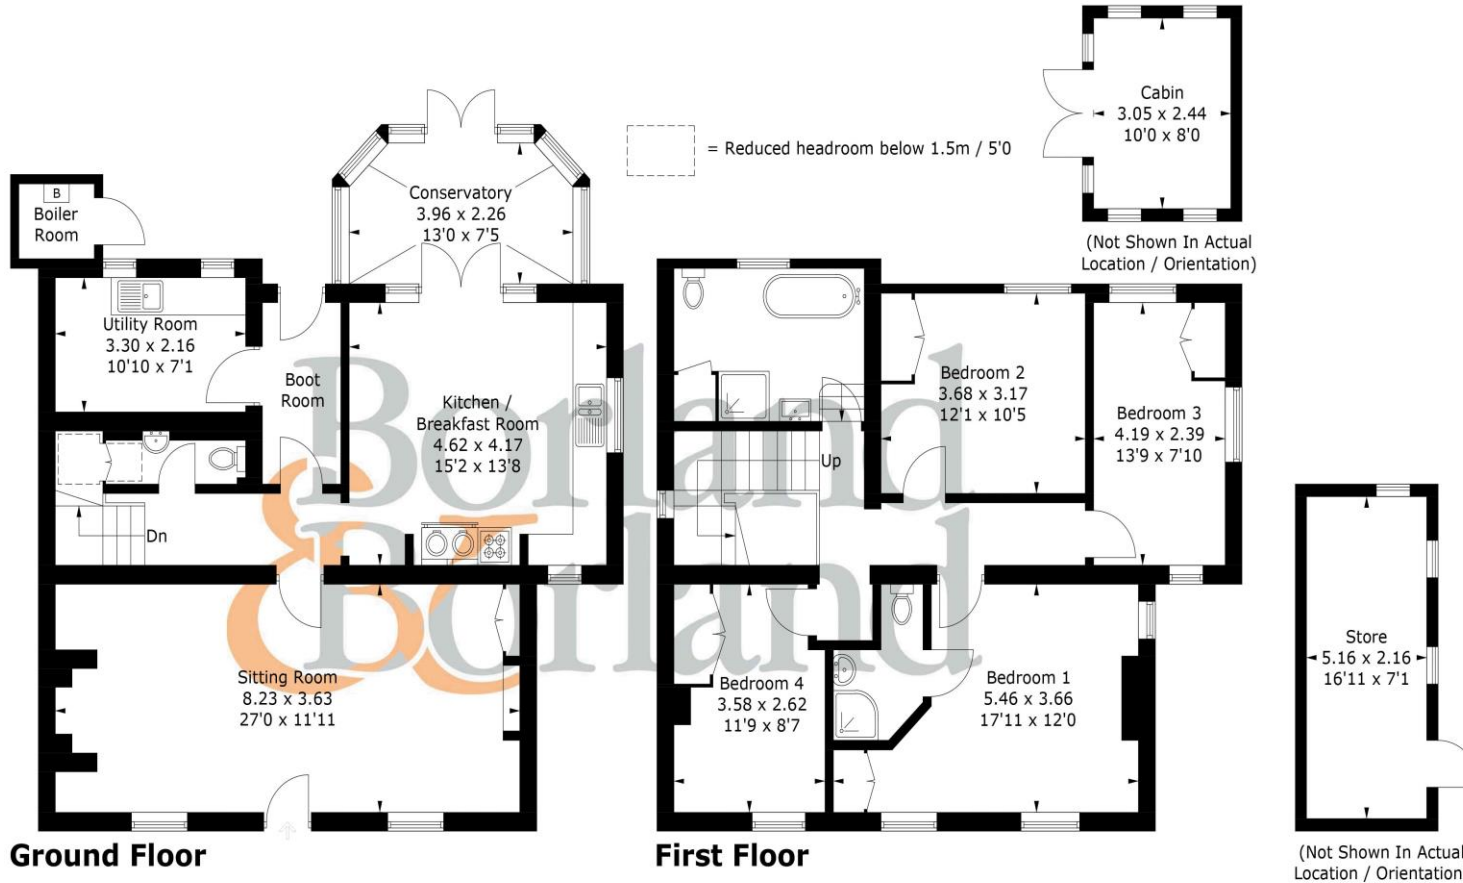 Cabin
3.05 x 2.44
10'0 x 8'0
(Not Shown In Actual
Location / Orientation)
= Reduced headroom below 1.5m / 5'0
Conservatory
3.96 x 2.26
13'0 x 7'5
B
Boiler
Room
Utility Room
3.30 x 2.16
10'10 x 7'1
Boot
Room
Kitchen /
Breakfast Room
4.62 x 4.17
15'2 x 13'8
Dn
Sitting Room
8.23 x 3.63
27'0 x 11'11
Ground Floor
Up
Bedroom 2
3.68 x 3.17
12'1 x 10'5
Bedroom 3
4.19 x 2.39
13'9 x 7'10
Bedroom 4
3.58 x 2.62
11'9 x 8'7
Bedroom 1
5.46 x 3.66
17'11 x 12'0
First Floor
Store
5.16 x 2.16
16'11 x 7'1
(Not Shown In Actual
Location / Orientation
Borland
& Borland